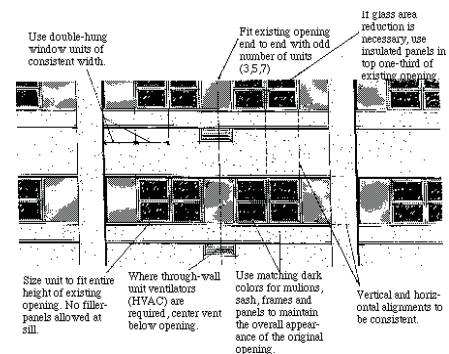 Use double-hung
window units of
consistent width.
Fit existing opening
end to end with odd
number of units
(3,5,7)
If glass area
reduction is
necessary, use
insulated panels in
top one-third of
existing opening
Size unit to fit entire
height of existing
opening. No filler-
panels allowed at
sill.
Where through-wall
unit ventilators
(HVAC) are
required, center vent
below opening.
Use matching dark
colors for mulions,
sash, frames and
panels to maintain
the overall appear-
ance of the original
opening.
Vertical and horiz-
ontal alignments to
be consistent.